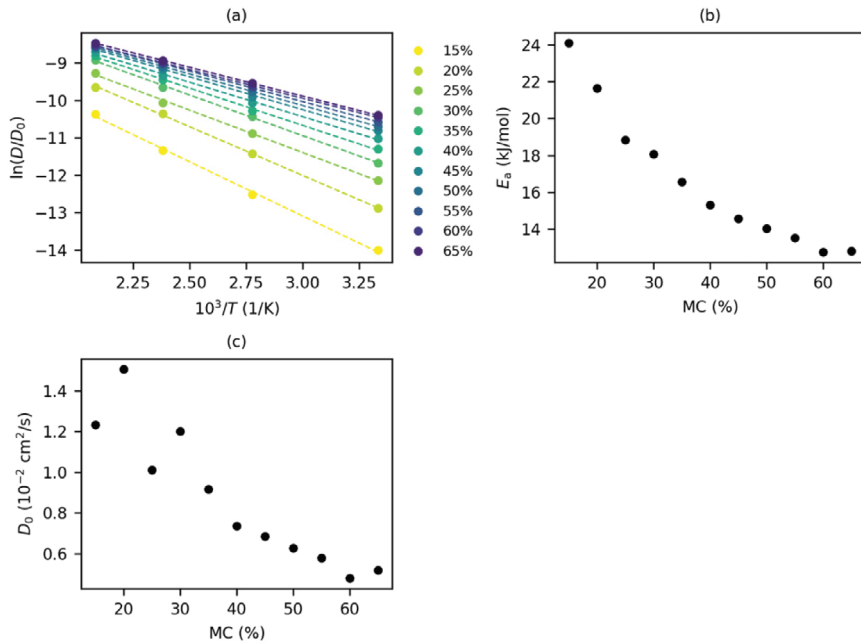 (a)
ln(D/D₀)
−9
−10
−11
−12
−13
−14
2.25 2.50 2.75 3.00 3.25
10³/T (1/K)
15%
20%
25%
30%
35%
40%
45%
50%
55%
60%
65%
(b)
Eₐ (kJ/mol)
24
22
20
18
16
14
20 30 40 50 60
MC (%)
(c)
D₀ (10⁻² cm²/s)
1.4
1.2
1.0
0.8
0.6
20 30 40 50 60
MC (%)